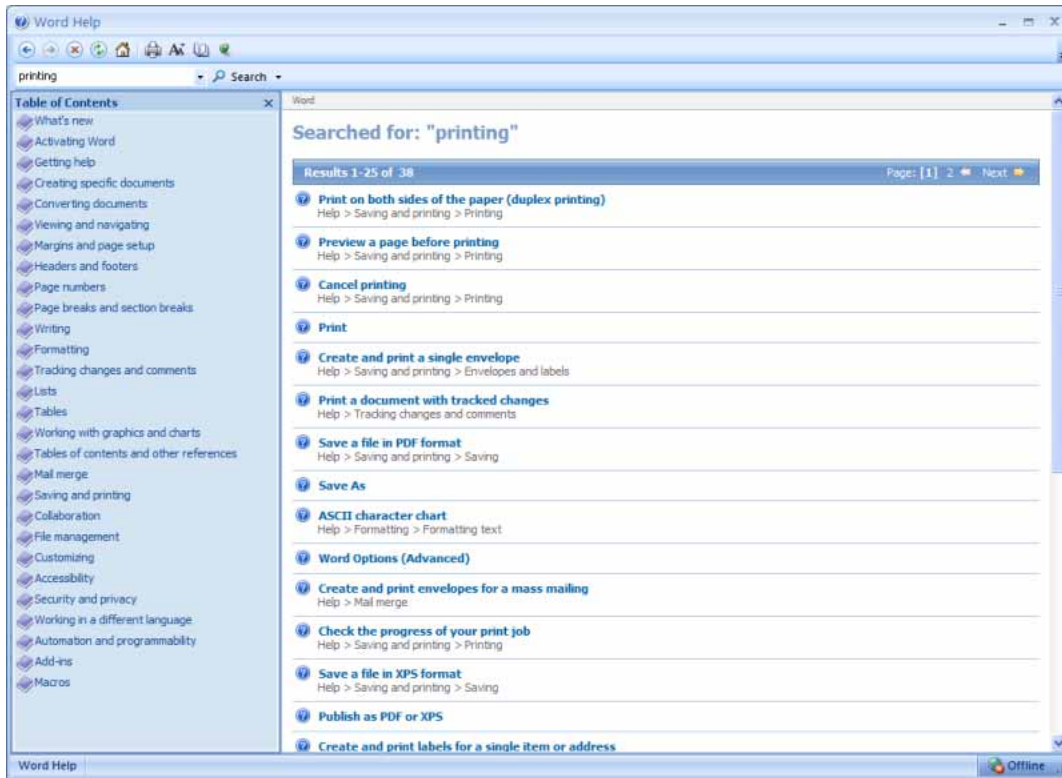 Word Help
printing
Search
Table of Contents
What's new
Activating Word
Getting help
Creating specific documents
Converting documents
Viewing and navigating
Margins and page setup
Headers and footers
Page numbers
Page breaks and section breaks
Writing
Formatting
Tracking changes and comments
Lists
Tables
Working with graphics and charts
Tables of contents and other references
Mail merge
Saving and printing
Collaboration
File management
Customizing
Accessibility
Security and privacy
Working in a different language
Automation and programmability
Add-ins
Macros
Word
Searched for: "printing"
Results 1-25 of 38 Page: [1] 2 Next
Print on both sides of the paper (duplex printing)
Help > Saving and printing > Printing
Preview a page before printing
Help > Saving and printing > Printing
Cancel printing
Help > Saving and printing > Printing
Print
Create and print a single envelope
Help > Saving and printing > Envelopes and labels
Print a document with tracked changes
Help > Tracking changes and comments
Save a file in PDF format
Help > Saving and printing > Saving
Save As
ASCII character chart
Help > Formatting > Formatting text
Word Options (Advanced)
Create and print envelopes for a mass mailing
Help > Mail merge
Check the progress of your print job
Help > Saving and printing > Printing
Save a file in XPS format
Help > Saving and printing > Saving
Publish as PDF or XPS
Create and print labels for a single item or address
Word Help
Offline